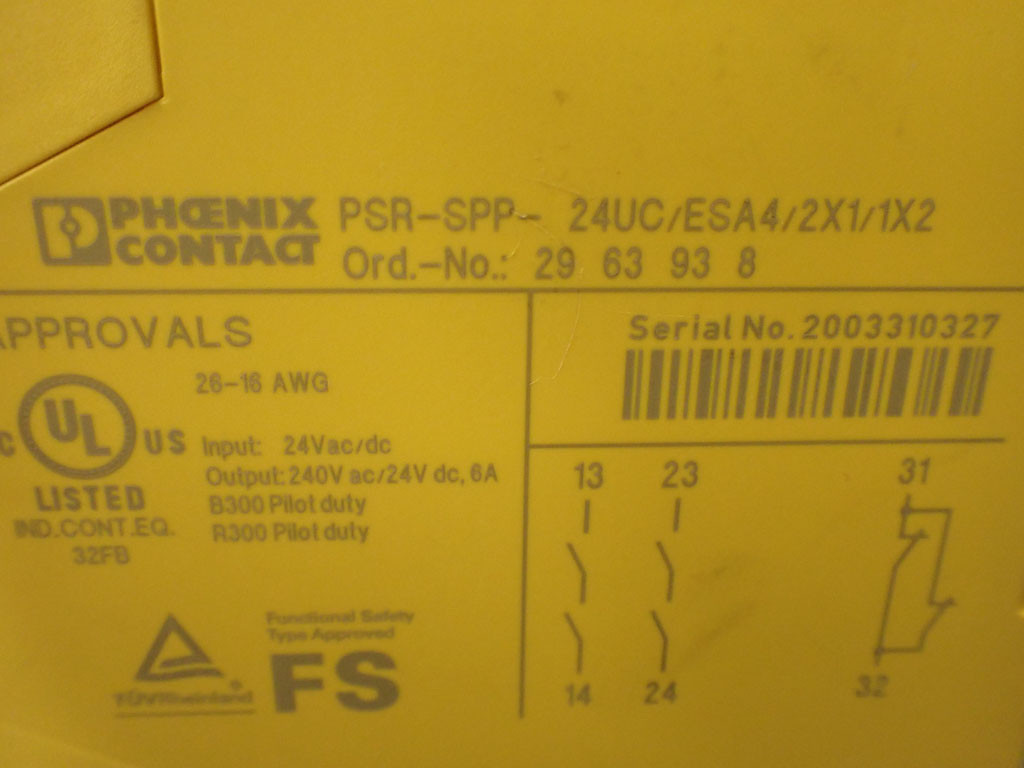 PHŒNIX CONTACT
PSR-SPP- 24UC/ESA4/2X1/1X2
Ord.-No.: 29 63 93 8
APPROVALS
26-16 AWG
C UL US
LISTED
IND.CONT.EQ.
32FB
Input: 24Vac/dc
Output: 240V ac/24V dc, 6A
B300 Pilot duty
R300 Pilot duty
TÜVRheinland
Functional Safety
Type Approved
FS
Serial No. 2003310327
13 23 31
14 24 32